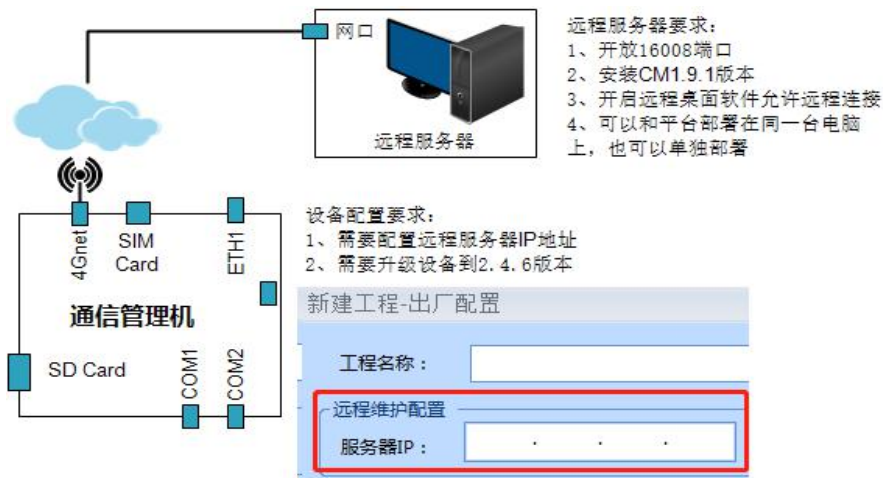 网口
远程服务器
远程服务器要求：
1、开放16008端口
2、安装CM1.9.1版本
3、开启远程桌面软件允许远程连接
4、可以和平台部署在同一台电脑
上，也可以单独部署
4Gnet
SIM
Card
ETH1
通信管理机
SD Card
COM1
COM2
设备配置要求：
1、需要配置远程服务器IP地址
2、需要升级设备到2.4.6版本
新建工程-出厂配置
工程名称：
远程维护配置
服务器IP：